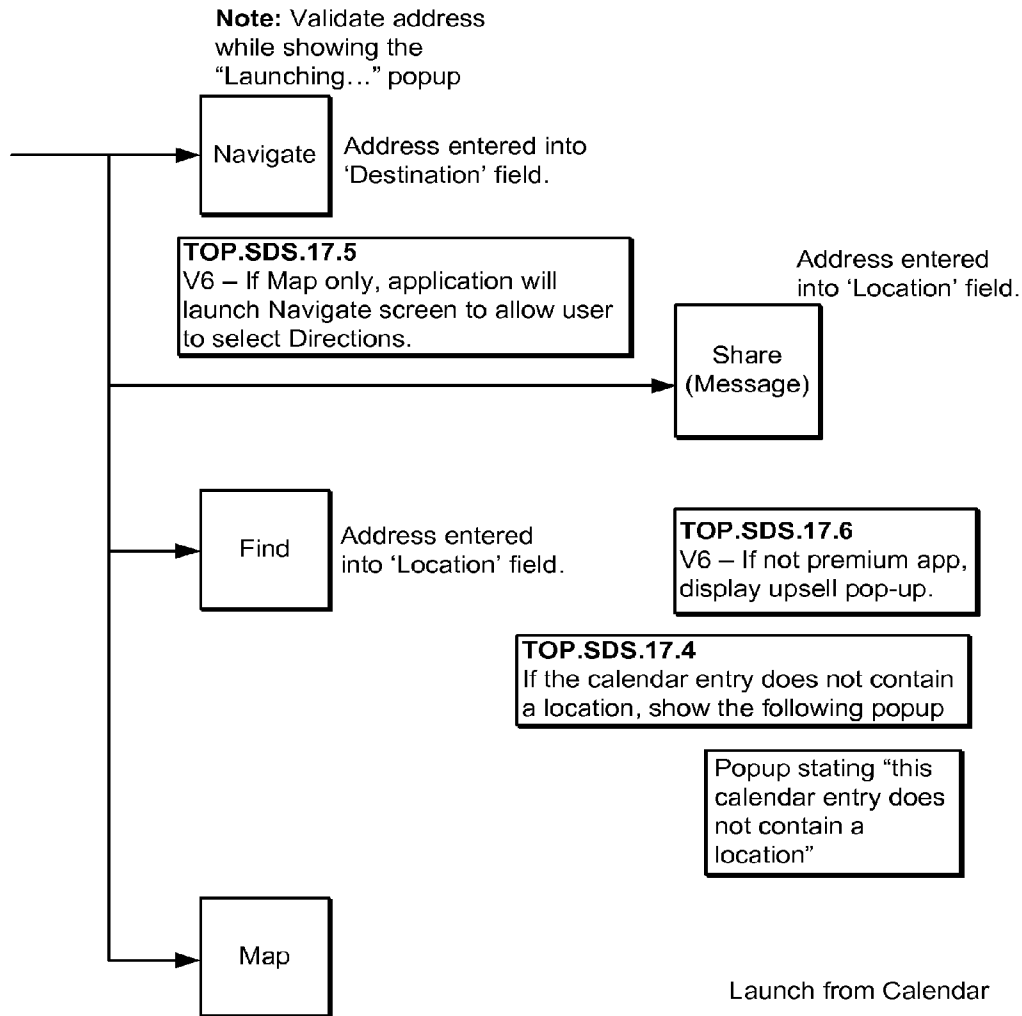 Note: Validate address
while showing the
“Launching…” popup
Navigate
Address entered into
‘Destination’ field.
TOP.SDS.17.5
V6 – If Map only, application will
launch Navigate screen to allow user
to select Directions.
Address entered
into ‘Location’ field.
Share
(Message)
Find
Address entered
into ‘Location’ field.
TOP.SDS.17.6
V6 – If not premium app,
display upsell pop-up.
TOP.SDS.17.4
If the calendar entry does not contain
a location, show the following popup
Popup stating “this
calendar entry does
not contain a
location”
Map
Launch from Calendar